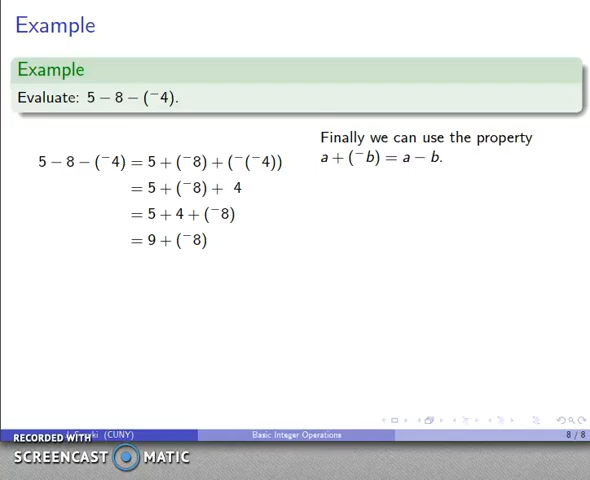 Example
Example
Evaluate: 5 − 8 − (⁻4).
Finally we can use the property
a + (⁻b) = a − b.
5 − 8 − (⁻4) = 5 + (⁻8) + (⁻(⁻4))
= 5 + (⁻8) + 4
= 5 + 4 + (⁻8)
= 9 + (⁻8)
(CUNY)
Basic Integer Operations
8 / 8
RECORDED WITH
SCREENCAST MATIC